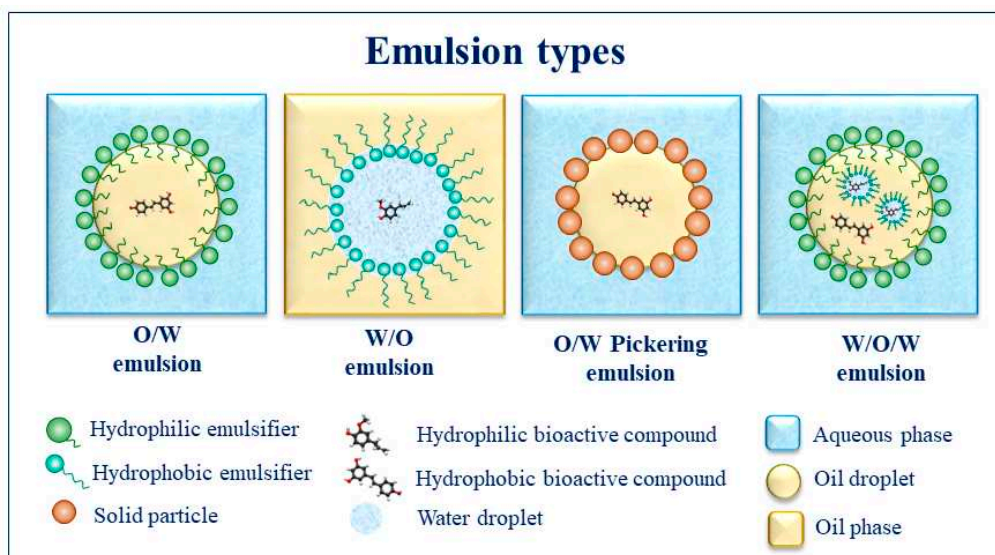 Emulsion types
O/W
emulsion
W/O
emulsion
O/W Pickering
emulsion
W/O/W
emulsion
Hydrophilic emulsifier
Hydrophobic emulsifier
Solid particle
Hydrophilic bioactive compound
Hydrophobic bioactive compound
Water droplet
Aqueous phase
Oil droplet
Oil phase